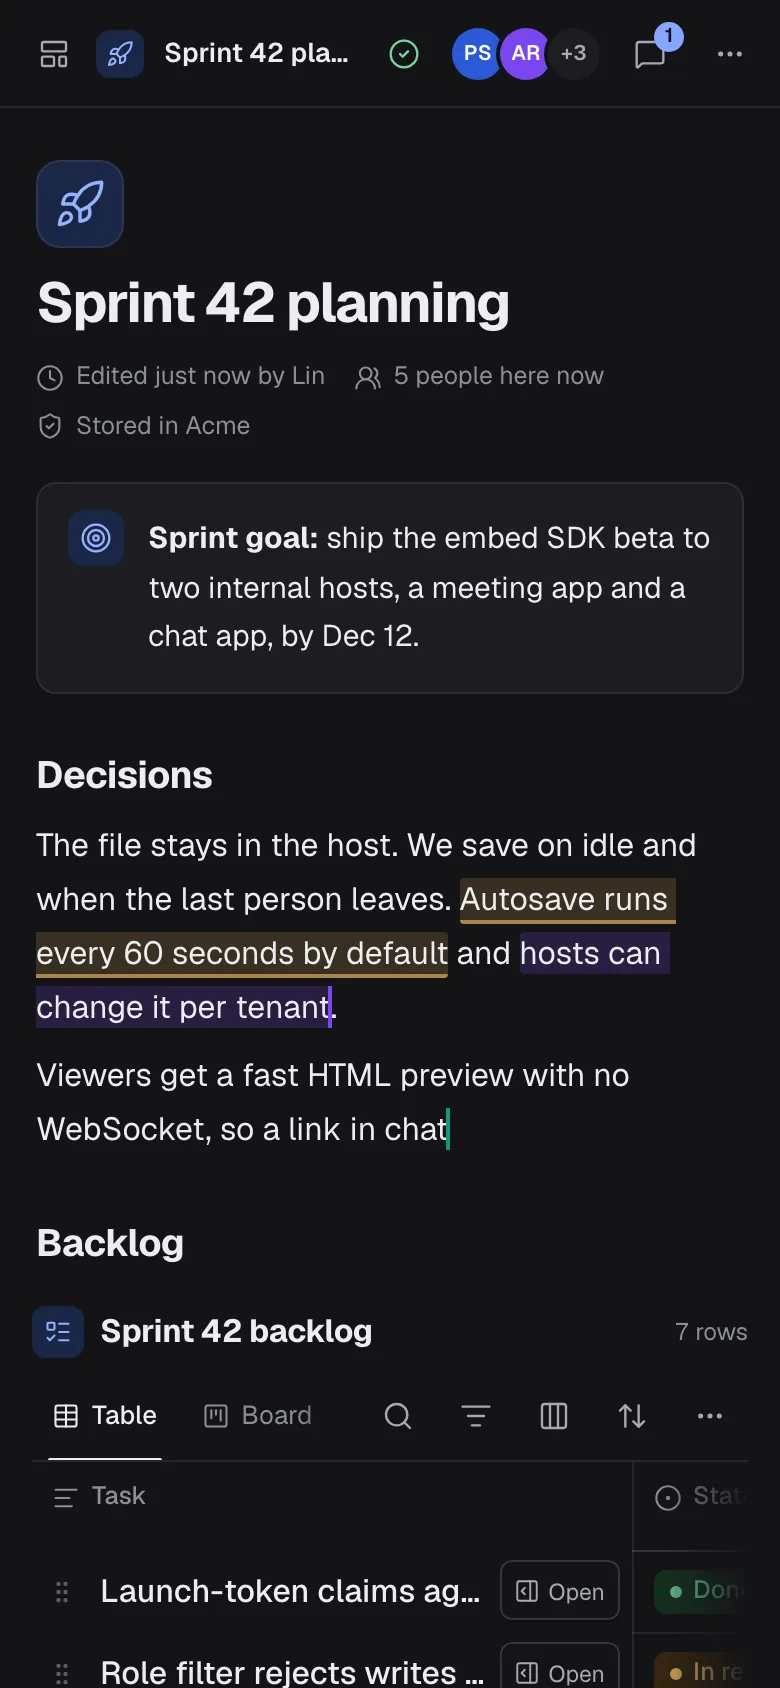 Sprint 42 pla...
PS
AR
+3
1
Sprint 42 planning
Edited just now by Lin
5 people here now
Stored in Acme
Sprint goal: ship the embed SDK beta to
two internal hosts, a meeting app and a
chat app, by Dec 12.
Decisions
The file stays in the host. We save on idle and
when the last person leaves. Autosave runs
every 60 seconds by default and hosts can
change it per tenant.
Viewers get a fast HTML preview with no
WebSocket, so a link in chat
Backlog
Sprint 42 backlog
7 rows
Table
Board
Task
Stat
Launch-token claims ag...
Open
Don
Role filter rejects writes ...
Open
In re